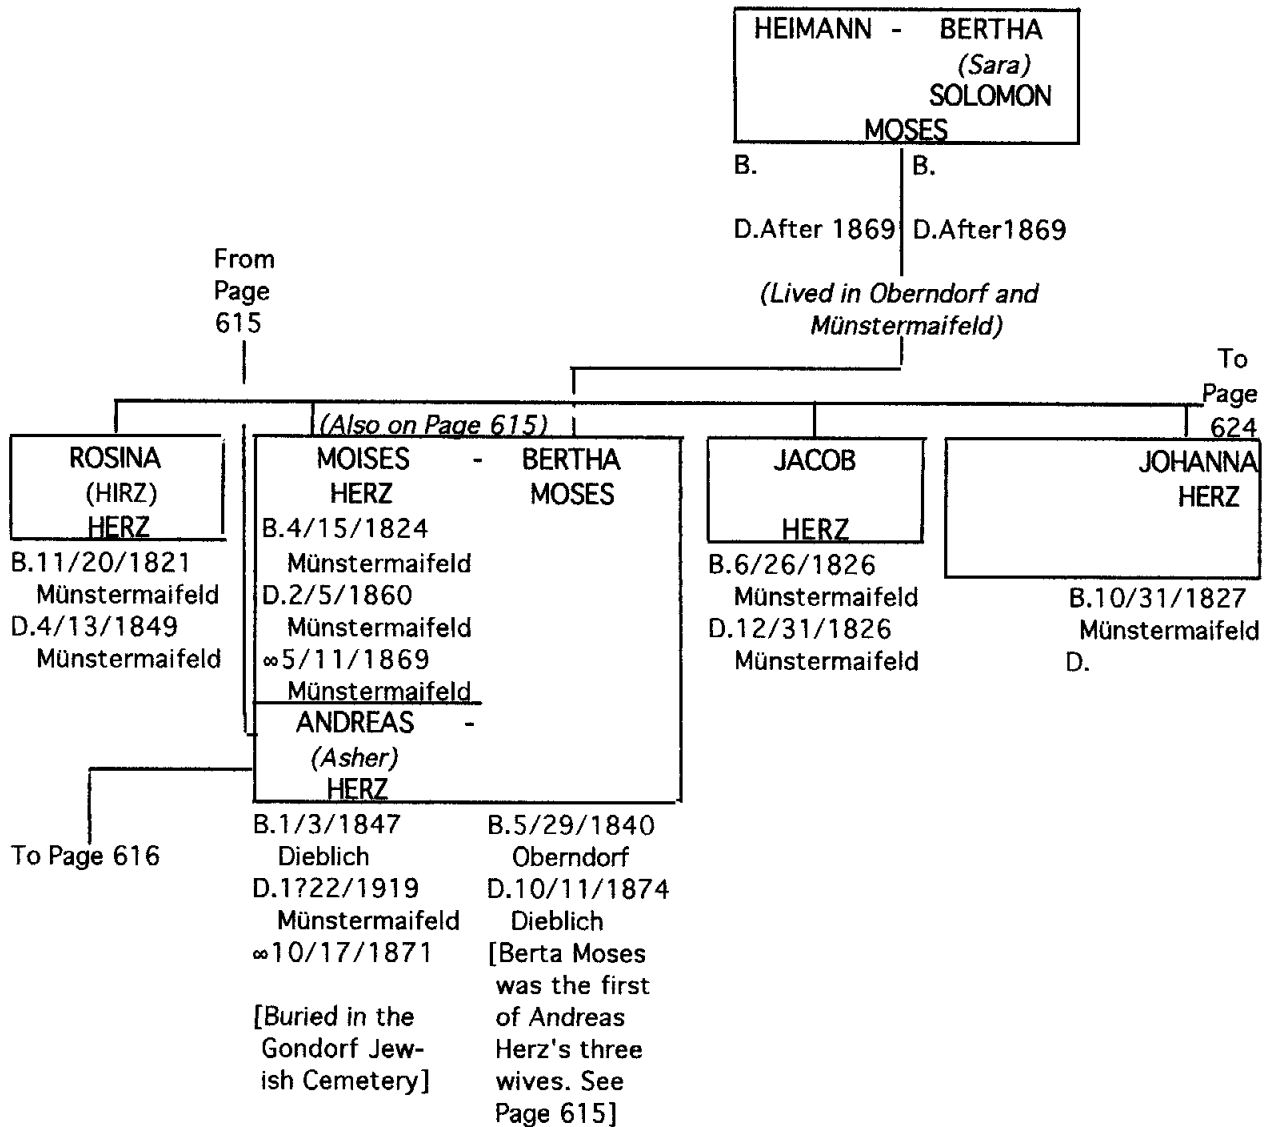 HEIMANN - BERTHA
(Sara)
SOLOMON
MOSES
B. B.
D.After 1869 D.After1869
(Lived in Oberndorf and
Münstermaifeld)
From
Page
615
To
Page
624
(Also on Page 615)
ROSINA
(HIRZ)
HERZ
B.11/20/1821
Münstermaifeld
D.4/13/1849
Münstermaifeld
MOISES - BERTHA
HERZ MOSES
B.4/15/1824
Münstermaifeld
D.2/5/1860
Münstermaifeld
∞5/11/1869
Münstermaifeld
ANDREAS -
(Asher)
HERZ
JACOB
HERZ
B.6/26/1826
Münstermaifeld
D.12/31/1826
Münstermaifeld
JOHANNA
HERZ
B.10/31/1827
Münstermaifeld
D.
To Page 616
B.1/3/1847
Dieblich
D.1?22/1919
Münstermaifeld
∞10/17/1871
[Buried in the
Gondorf Jew-
ish Cemetery]
B.5/29/1840
Oberndorf
D.10/11/1874
Dieblich
[Berta Moses
was the first
of Andreas
Herz's three
wives. See
Page 615]